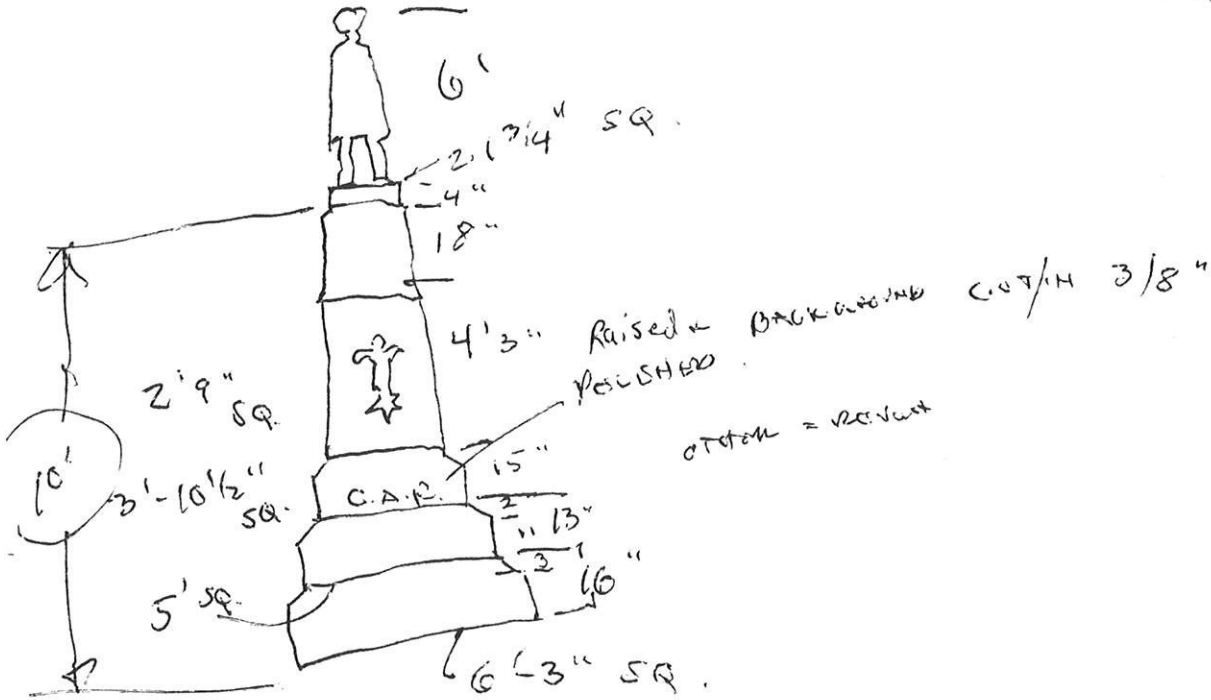 6'
2.1 3/4" SQ.
4"
18"
4'3"
Raised & BACKGROUND CUT/IN 3/8"
POLISHED.
2'9"
SQ.
10'
3'-10 1/2"
SQ.
15"
G.A.R.
2
13"
3
16"
5' SQ.
6'-3" SQ.